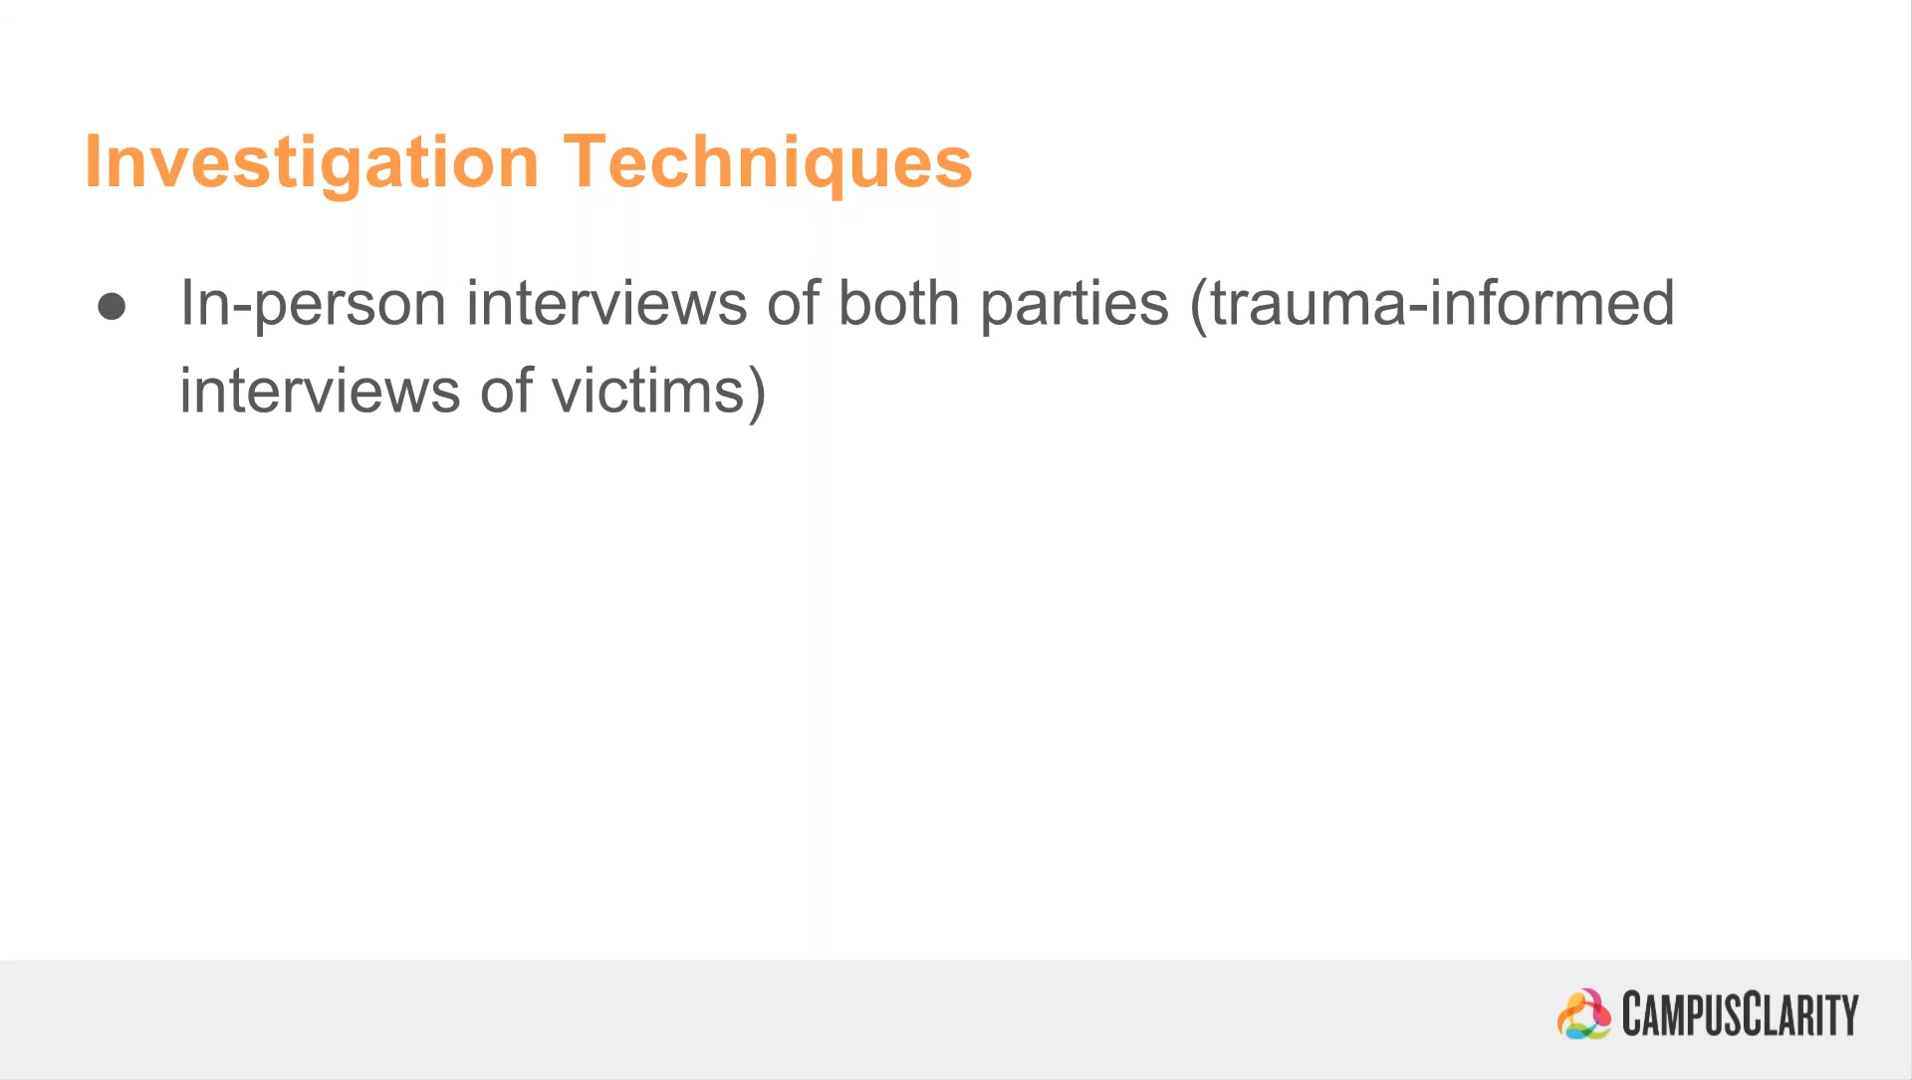 Investigation Techniques
● In-person interviews of both parties (trauma-informed
interviews of victims)
CAMPUSCLARITY